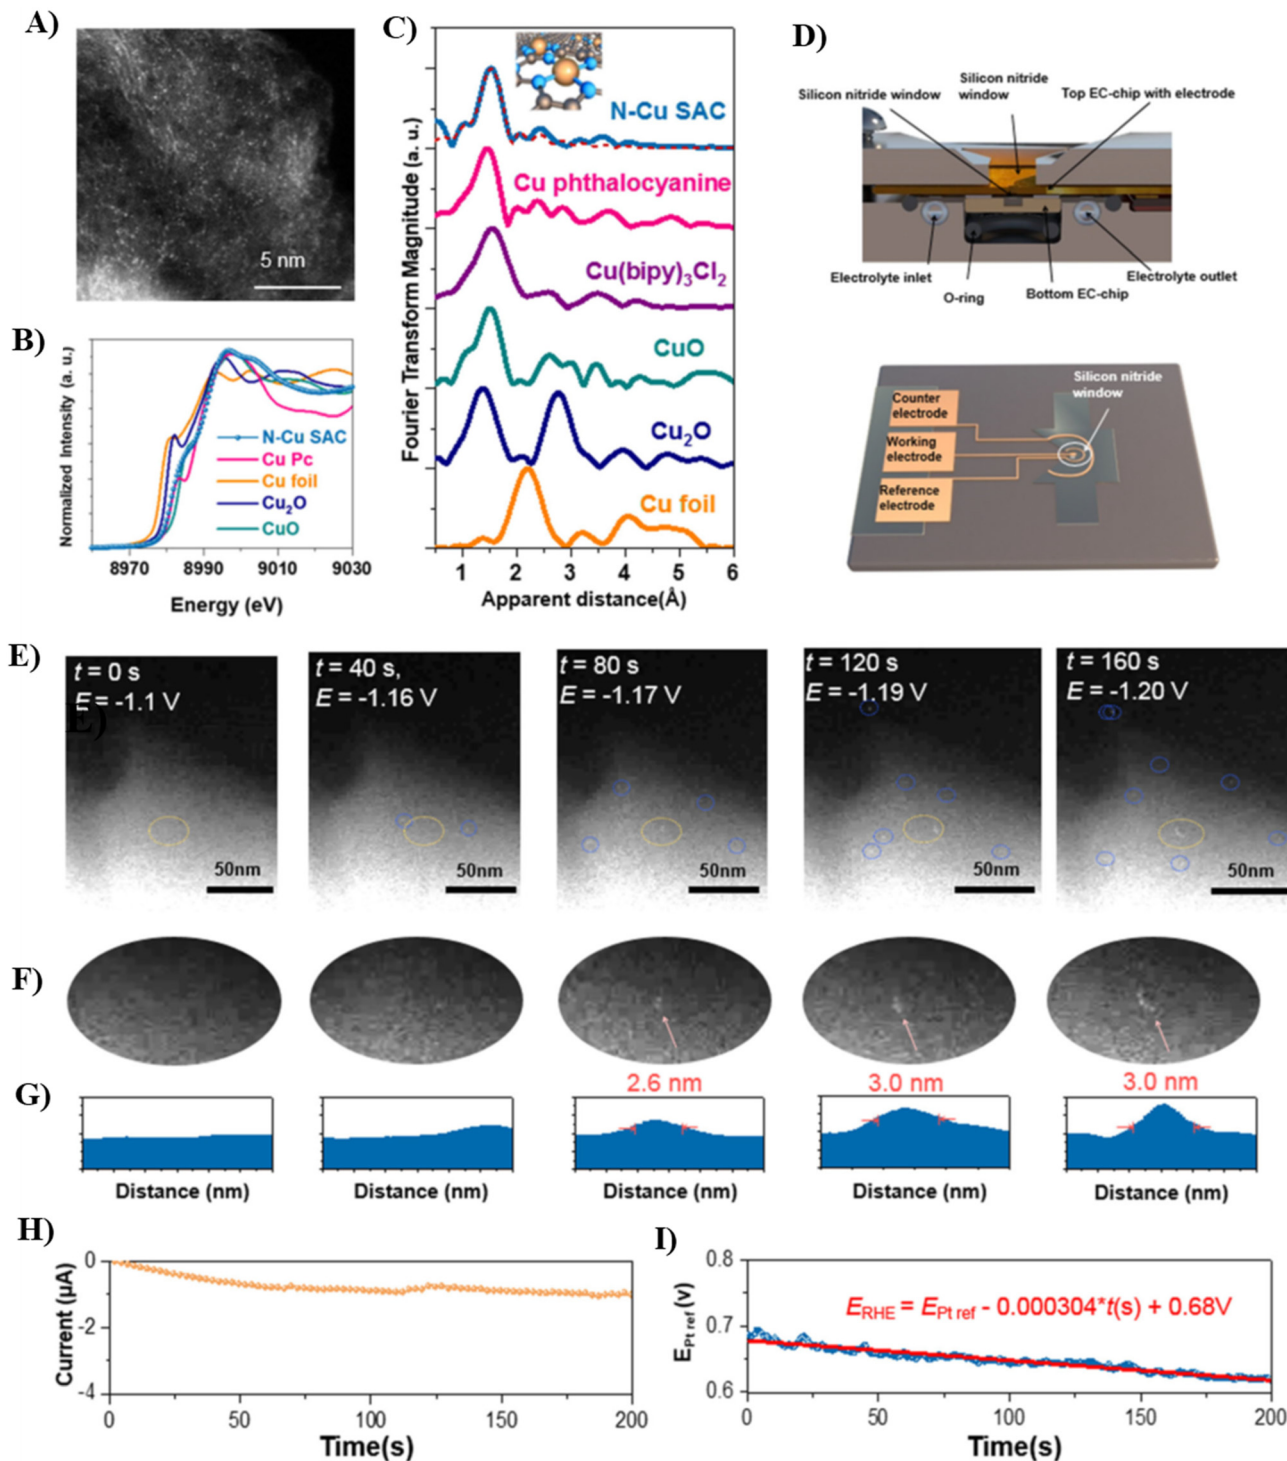 A)
5 nm
B)
Normalized Intensity (a. u.)
N-Cu SAC
Cu Pc
Cu foil
Cu₂O
CuO
8970 8990 9010 9030
Energy (eV)
C)
Fourier Transform Magnitude (a. u.)
N-Cu SAC
Cu phthalocyanine
Cu(bipy)₃Cl₂
CuO
Cu₂O
Cu foil
1 2 3 4 5 6
Apparent distance(Å)
D)
Silicon nitride window
Silicon nitride
window
Top EC-chip with electrode
Electrolyte inlet
O-ring
Bottom EC-chip
Electrolyte outlet
Counter
electrode
Working
electrode
Reference
electrode
Silicon nitride
window
E)
t = 0 s
E = -1.1 V
E)
50nm
t = 40 s,
E = -1.16 V
50nm
t = 80 s
E = -1.17 V
50nm
t = 120 s
E = -1.19 V
50nm
t = 160 s
E = -1.20 V
50nm
F)
G)
2.6 nm
3.0 nm
3.0 nm
Distance (nm)
Distance (nm)
Distance (nm)
Distance (nm)
Distance (nm)
H)
Current (µA)
0
-2
-4
0 50 100 150 200
Time(s)
I)
E_Pt ref (v)
0.8
0.7
0.6
E_RHE = E_Pt ref - 0.000304*t(s) + 0.68V
0 50 100 150 200
Time(s)